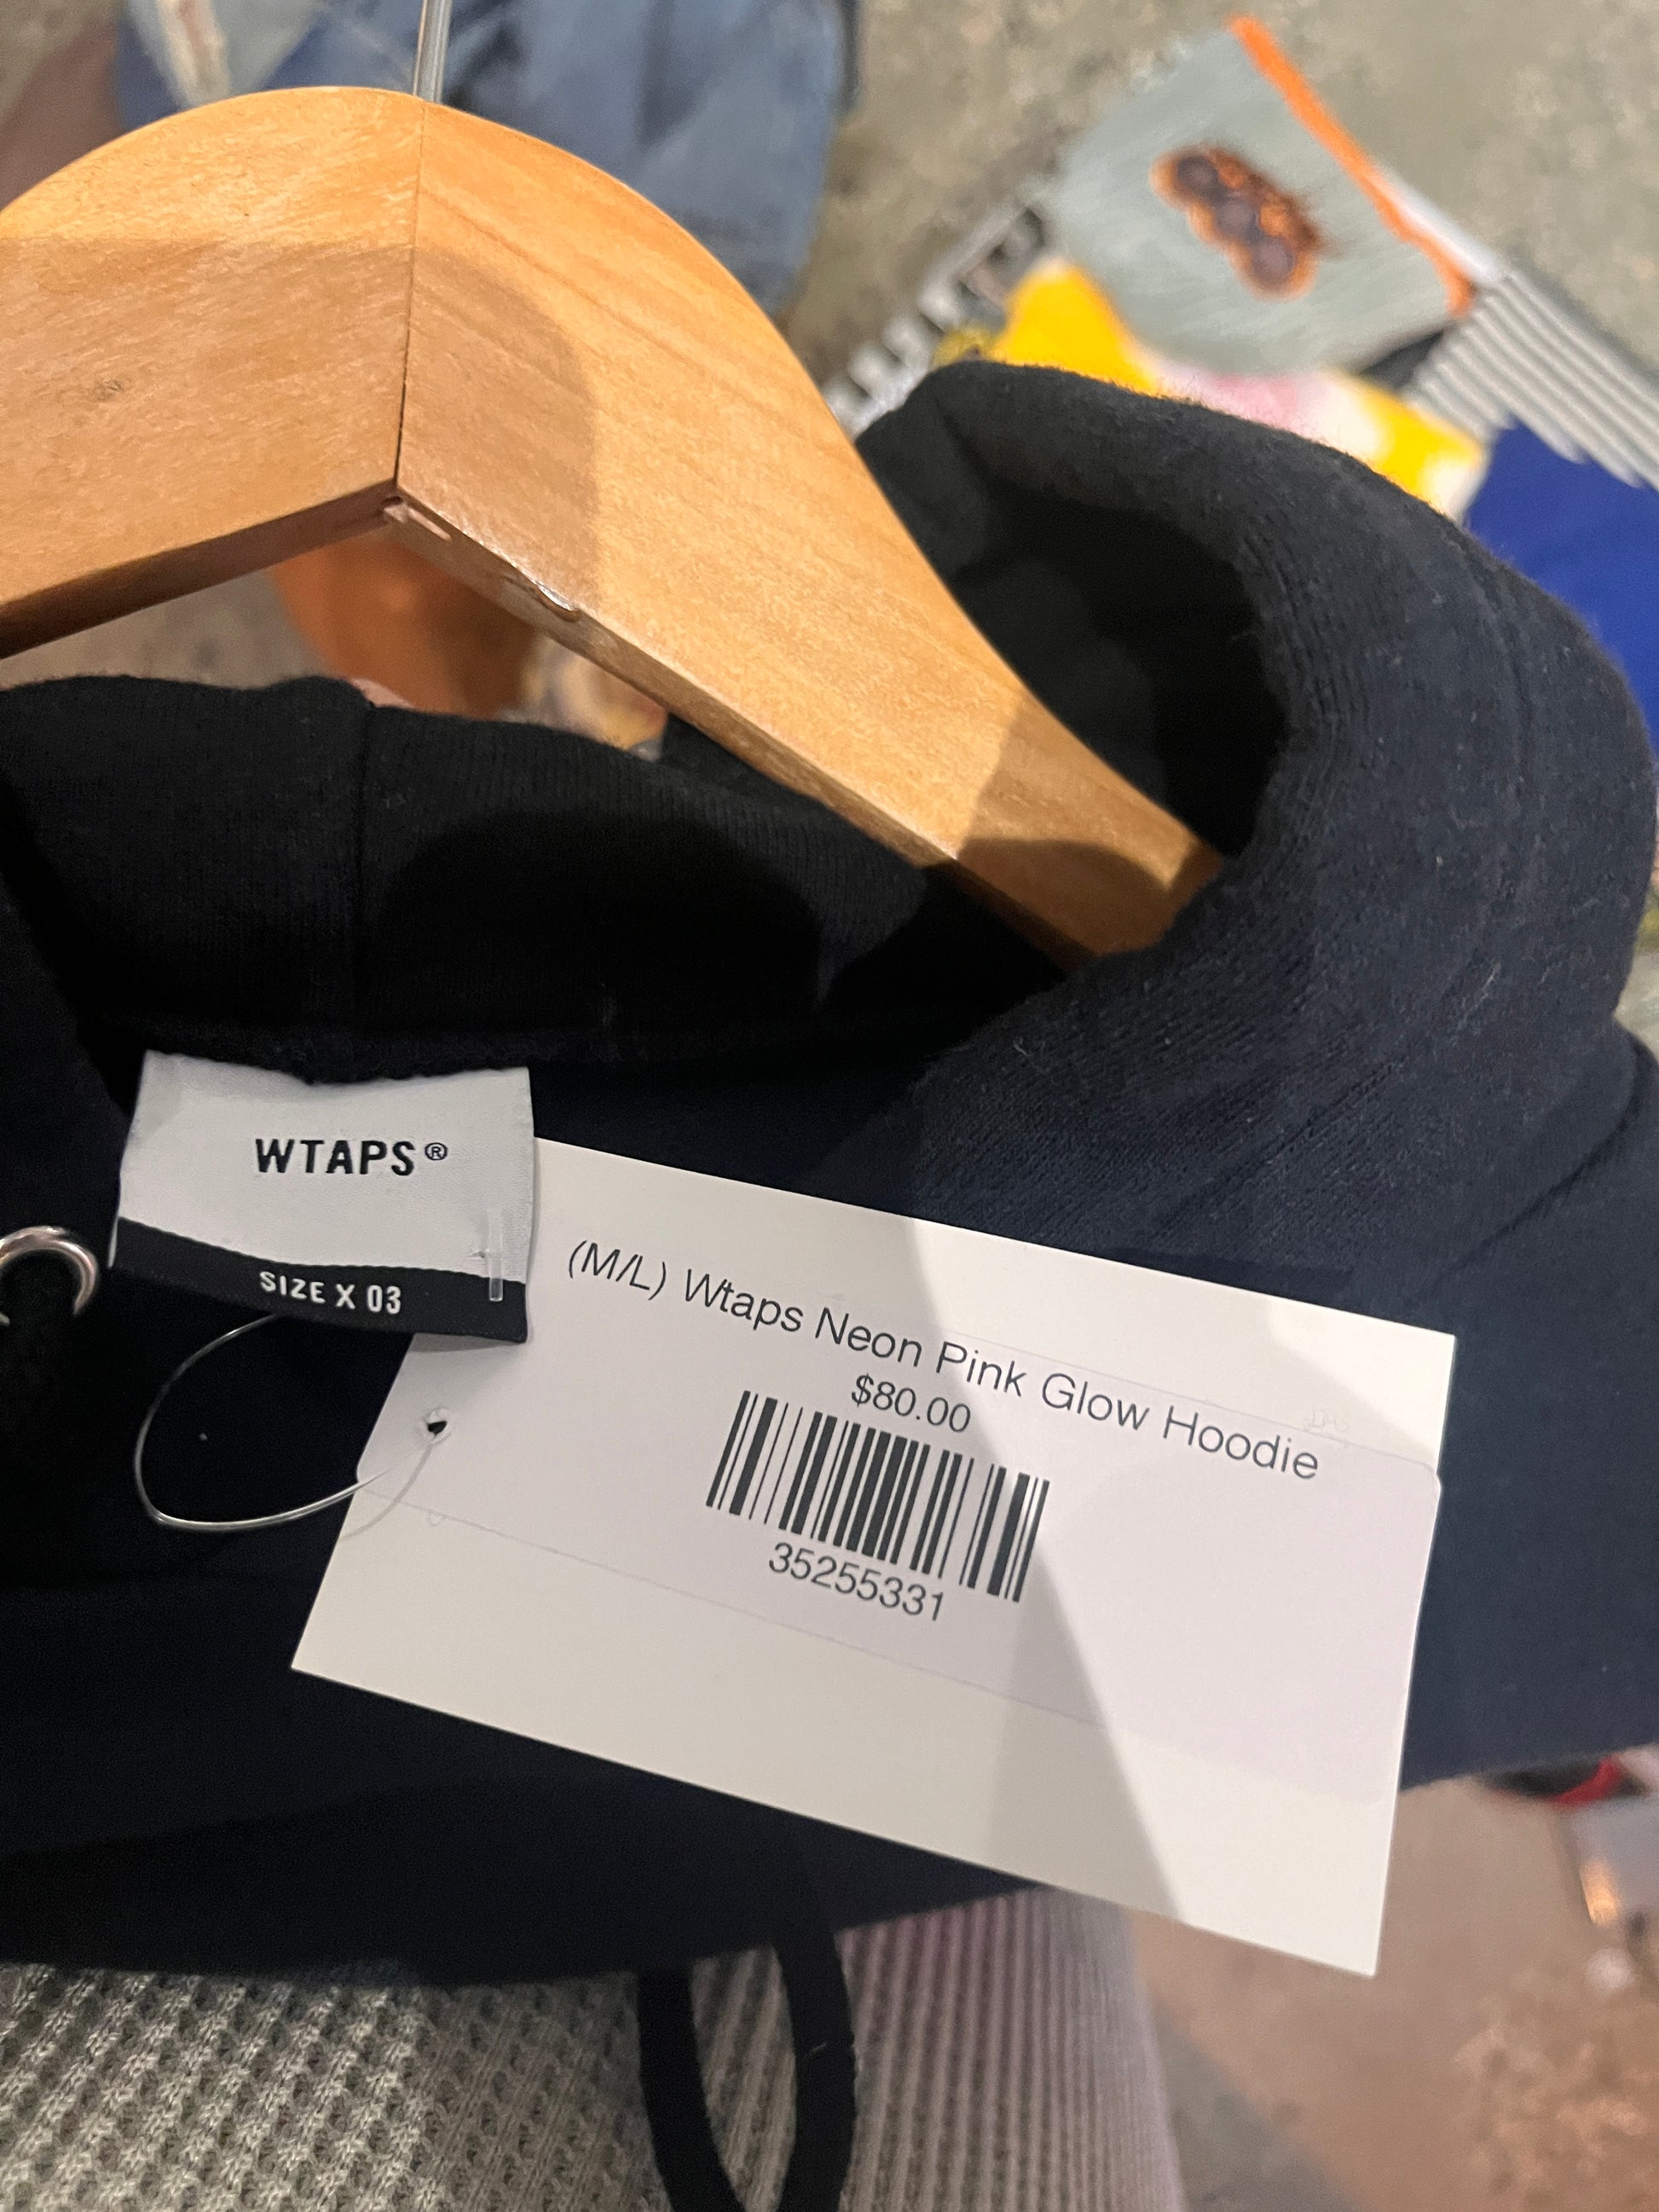 WTAPS®
SIZE X 03
(M/L) Wtaps Neon Pink Glow Hoodie
$80.00
35255331